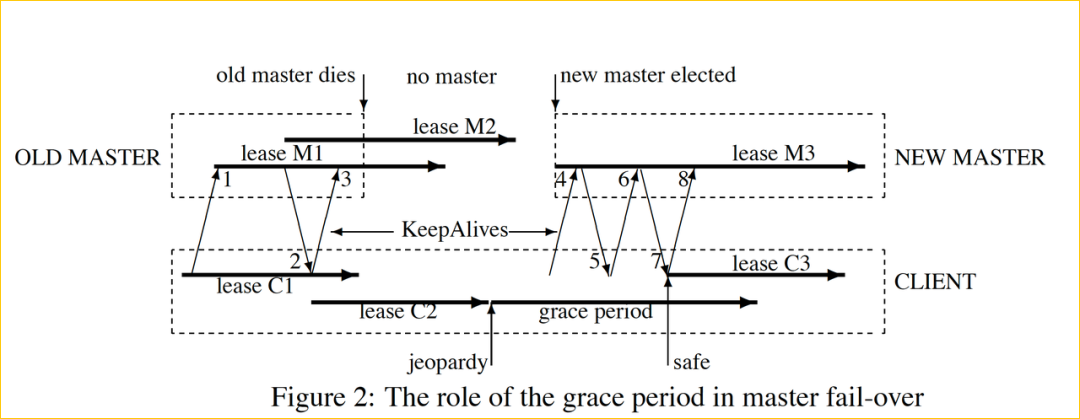 old master dies
no master
new master elected
lease M2
OLD MASTER
lease M1
lease M3
NEW MASTER
1
3
4
6
8
KeepAlives
2
5
7
lease C3
lease C1
CLIENT
lease C2
grace period
jeopardy
safe
Figure 2: The role of the grace period in master fail-over